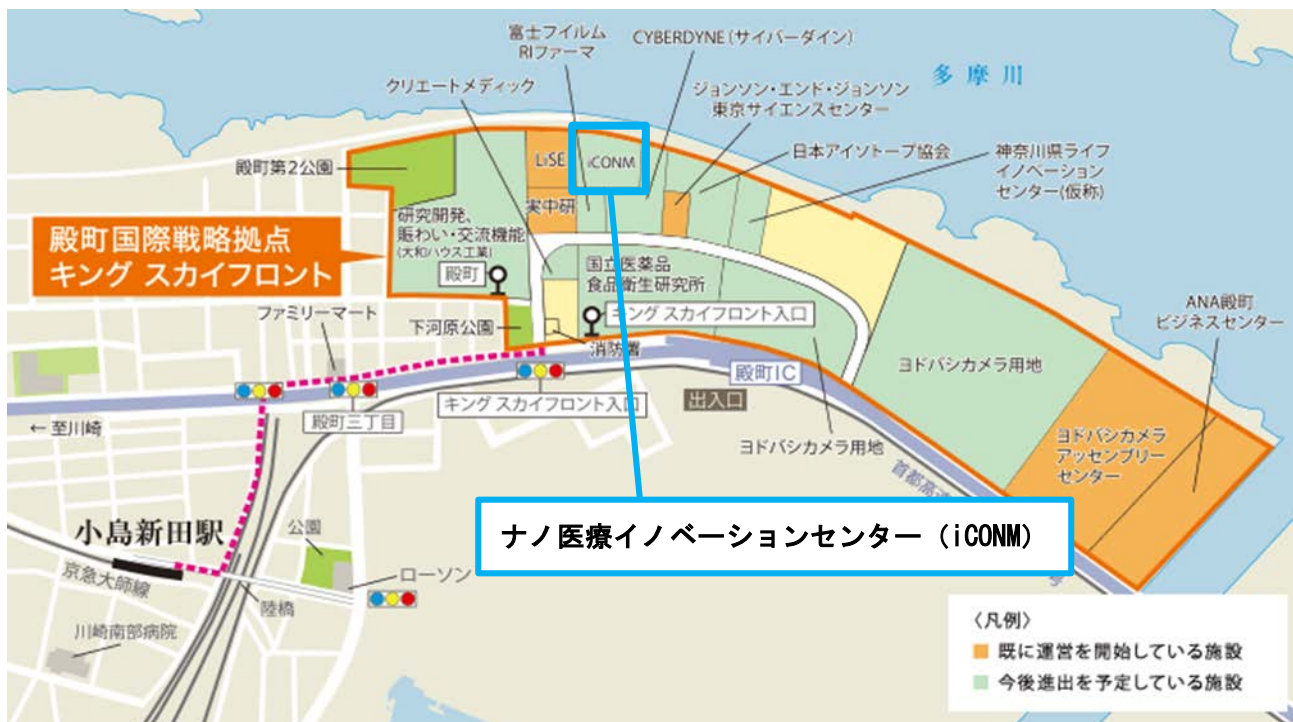 富士フイルム
RIファーマ
CYBERDYNE(サイバーダイン)
多摩川
クリエートメディック
ジョンソン・エンド・ジョンソン
東京サイエンスセンター
殿町第2公園
LiSE
iCONM
日本アイソトープ協会
神奈川県ライフ
イノベーション
センター(仮称)
実中研
研究開発、
賑わい・交流機能
(大和ハウス工業)
殿町国際戦略拠点
キング スカイフロント
殿町
国立医薬品
食品衛生研究所
ANA殿町
ビジネスセンター
ファミリーマート
下河原公園
キング スカイフロント入口
消防署
殿町IC
ヨドバシカメラ用地
キング スカイフロント入口
出入口
殿町三丁目
←至川崎
ヨドバシカメラ用地
ヨドバシカメラ
アッセンブリー
センター
首都高速
ナノ医療イノベーションセンター（iCONM）
小島新田駅
公園
京急大師線
ローソン
陸橋
川崎南部病院
〈凡例〉
既に運営を開始している施設
今後進出を予定している施設